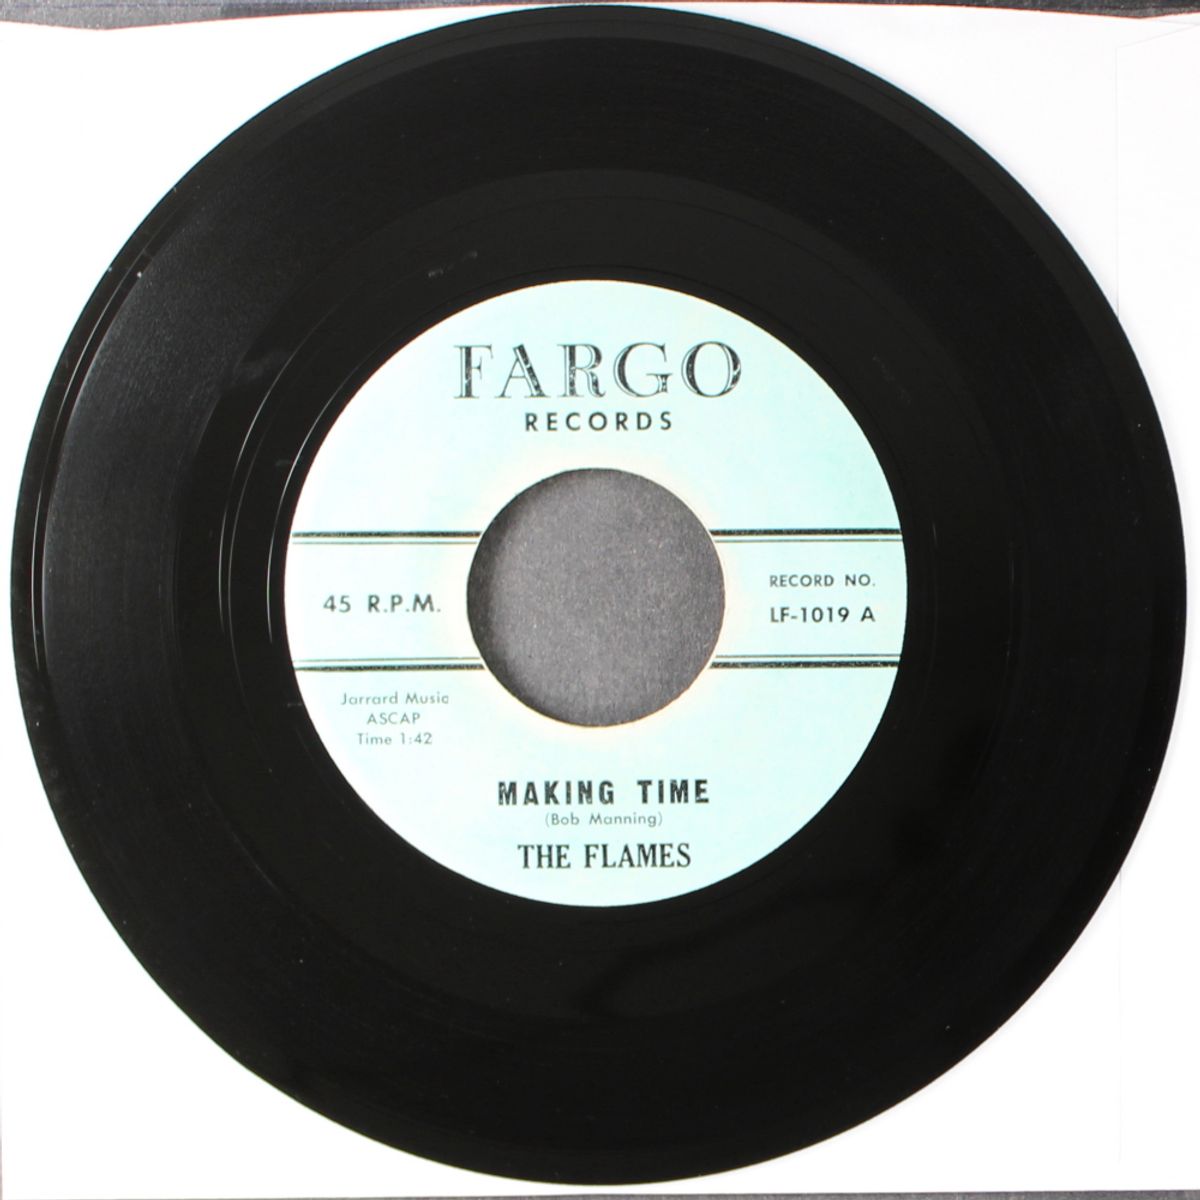 FARGO
RECORDS
45 R.P.M.
RECORD NO.
LF-1019 A
Jarrard Music
ASCAP
Time 1:42
MAKING TIME
(Bob Manning)
THE FLAMES